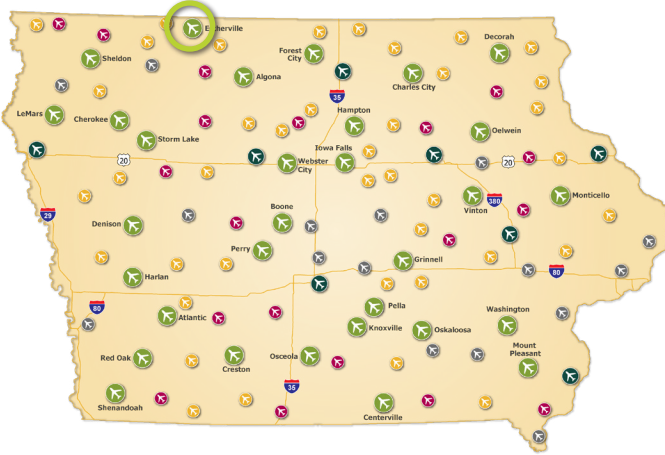 Estherville
Decorah
Sheldon
Forest
City
Algona
Charles City
35
LeMars
Cherokee
Hampton
Oelwein
Storm Lake
Iowa Falls
20
20
Webster
City
29
Boone
Vinton
380
Monticello
Denison
Perry
Grinnell
80
Harlan
80
Atlantic
Pella
Washington
Knoxville
Oskaloosa
Red Oak
Creston
Osceola
Mount
Pleasant
35
Shenandoah
Centerville